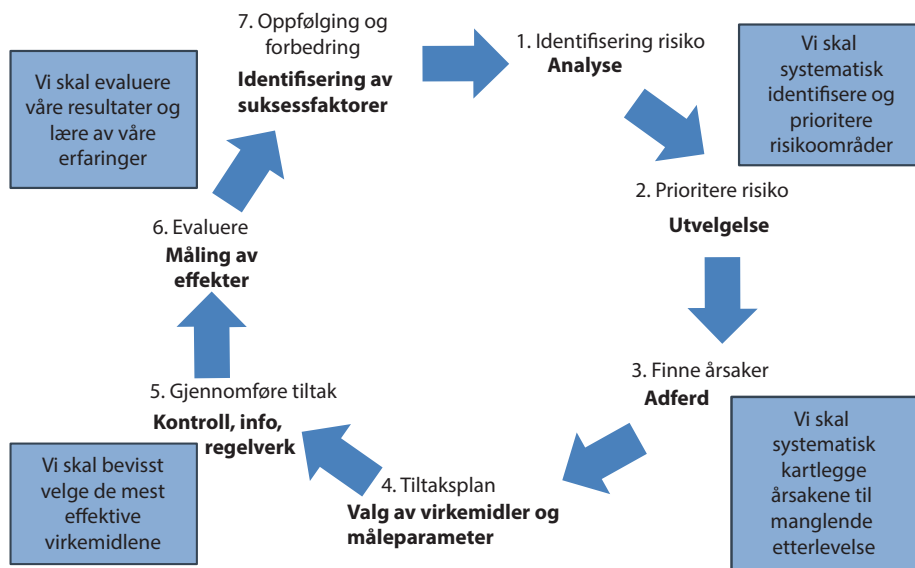 7. Oppfølging og
forbedring
Identifisering av
suksessfaktorer
1. Identifisering risiko
Analyse
Vi skal
systematisk
identifisere og
prioritere
risikoområder
Vi skal evaluere
våre resultater og
lære av våre
erfaringer
2. Prioritere risiko
Utvelgelse
6. Evaluere
Måling av
effekter
3. Finne årsaker
Adferd
5. Gjennomføre tiltak
Kontroll, info,
regelverk
Vi skal
systematisk
kartlegge
årsakene til
manglende
etterlevelse
Vi skal bevisst
velge de mest
effektive
virkemidlene
4. Tiltaksplan
Valg av virkemidler og
måleparameter